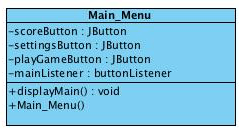 Main_Menu
-scoreButton : JButton
-settingsButton : JButton
-playGameButton : JButton
-mainListener : buttonListener
+displayMain() : void
+Main_Menu()